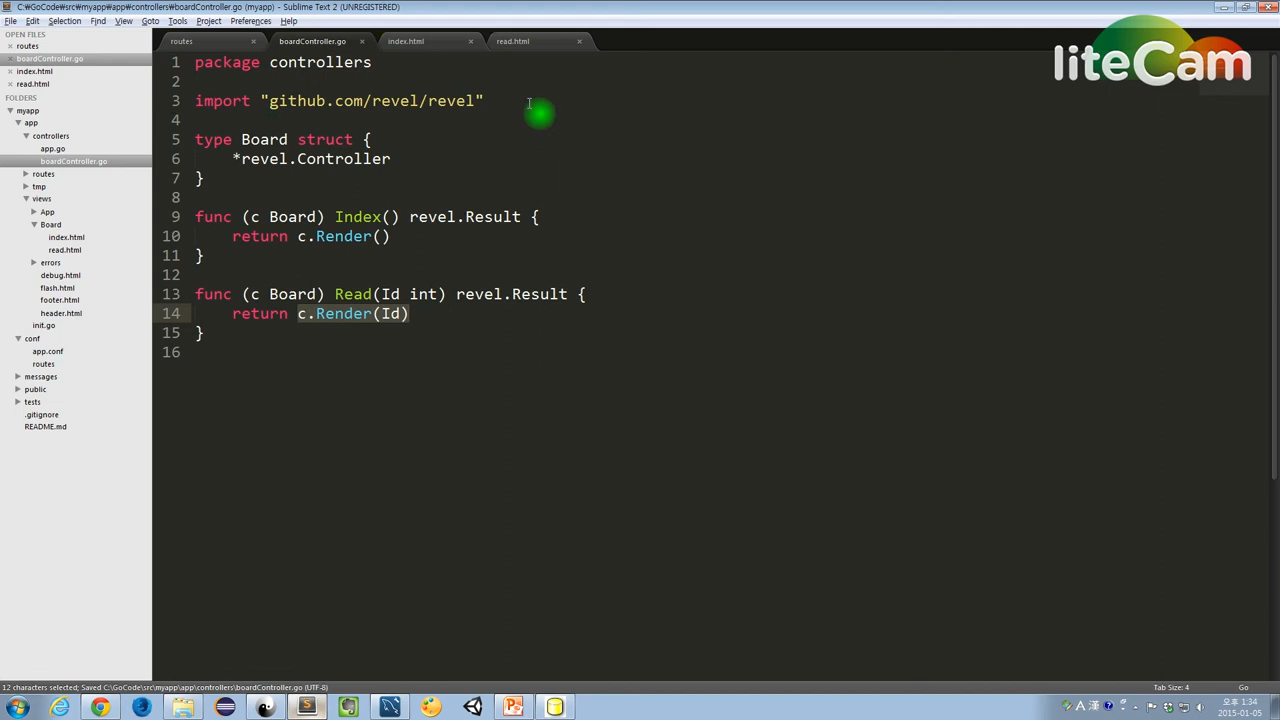 C:₩GoCode₩src₩myapp₩app₩controllers₩boardController.go (myapp) - Sublime Text 2 (UNREGISTERED)
File Edit Selection Find View Goto Tools Project Preferences Help
OPEN FILES
routes
boardController.go
index.html
read.html
FOLDERS
myapp
app
controllers
app.go
boardController.go
routes
tmp
views
App
Board
index.html
read.html
errors
debug.html
flash.html
footer.html
header.html
init.go
conf
app.conf
routes
messages
public
tests
.gitignore
README.md
routes boardController.go index.html read.html
liteCam
1 package controllers
2
3 import "github.com/revel/revel"
4
5 type Board struct {
6 *revel.Controller
7 }
8
9 func (c Board) Index() revel.Result {
10 return c.Render()
11 }
12
13 func (c Board) Read(Id int) revel.Result {
14 return c.Render(Id)
15 }
16
12 characters selected; Saved C:₩GoCode₩src₩myapp₩app₩controllers₩boardController.go (UTF-8)
Tab Size: 4 Go
A 漢
오후 1:34
2015-01-05